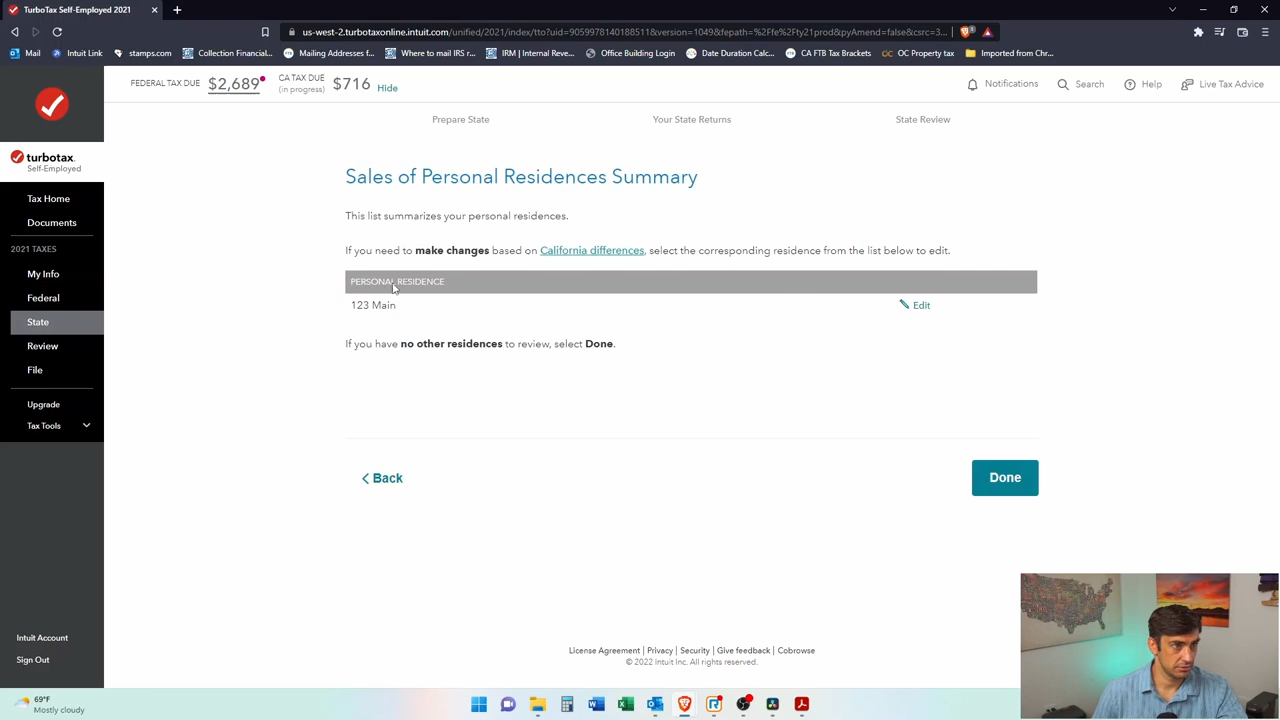 TurboTax Self-Employed 2021
us-west-2.turbotaxonline.intuit.com/unified/2021/index/tto?uid=9059978140188511&version=1049&fepath=%2Ffe%2Fty21prod&pyAmend=false&csrc=3...
Mail
Intuit Link
stamps.com
Collection Financial...
Mailing Addresses f...
Where to mail IRS r...
IRM | Internal Reve...
Office Building Login
Date Duration Calc...
CA FTB Tax Brackets
OC Property tax
Imported from Chr...
FEDERAL TAX DUE $2,689
CA TAX DUE
(in progress)
$716
Hide
Notifications
Search
Help
Live Tax Advice
turbotax
Self-Employed
Tax Home
Documents
2021 TAXES
My Info
Federal
State
Review
File
Upgrade
Tax Tools
Intuit Account
Sign Out
Prepare State
Your State Returns
State Review
Sales of Personal Residences Summary
This list summarizes your personal residences.
If you need to make changes based on California differences, select the corresponding residence from the list below to edit.
PERSONAL RESIDENCE
123 Main
Edit
If you have no other residences to review, select Done.
Back
Done
License Agreement | Privacy | Security | Give feedback | Cobrowse
© 2022 Intuit Inc. All rights reserved.
69°F
Mostly cloudy